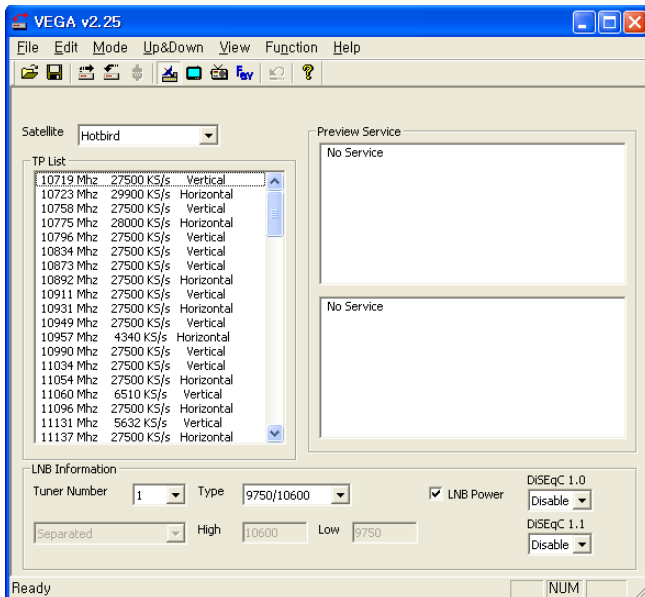 VEGA v2.25
File Edit Mode Up&Down View Function Help
Fav
Satellite Hotbird
TP List
10719 Mhz 27500 KS/s Vertical
10723 Mhz 29900 KS/s Horizontal
10758 Mhz 27500 KS/s Vertical
10775 Mhz 28000 KS/s Horizontal
10796 Mhz 27500 KS/s Vertical
10834 Mhz 27500 KS/s Vertical
10873 Mhz 27500 KS/s Vertical
10892 Mhz 27500 KS/s Horizontal
10911 Mhz 27500 KS/s Vertical
10931 Mhz 27500 KS/s Horizontal
10949 Mhz 27500 KS/s Vertical
10957 Mhz 4340 KS/s Horizontal
10990 Mhz 27500 KS/s Vertical
11034 Mhz 27500 KS/s Vertical
11054 Mhz 27500 KS/s Horizontal
11060 Mhz 6510 KS/s Vertical
11096 Mhz 27500 KS/s Horizontal
11131 Mhz 5632 KS/s Vertical
11137 Mhz 27500 KS/s Horizontal
Preview Service
No Service
No Service
LNB Information
Tuner Number 1 Type 9750/10600 LNB Power
DiSEqC 1.0
Disable
Separated High 10600 Low 9750
DiSEqC 1.1
Disable
Ready NUM